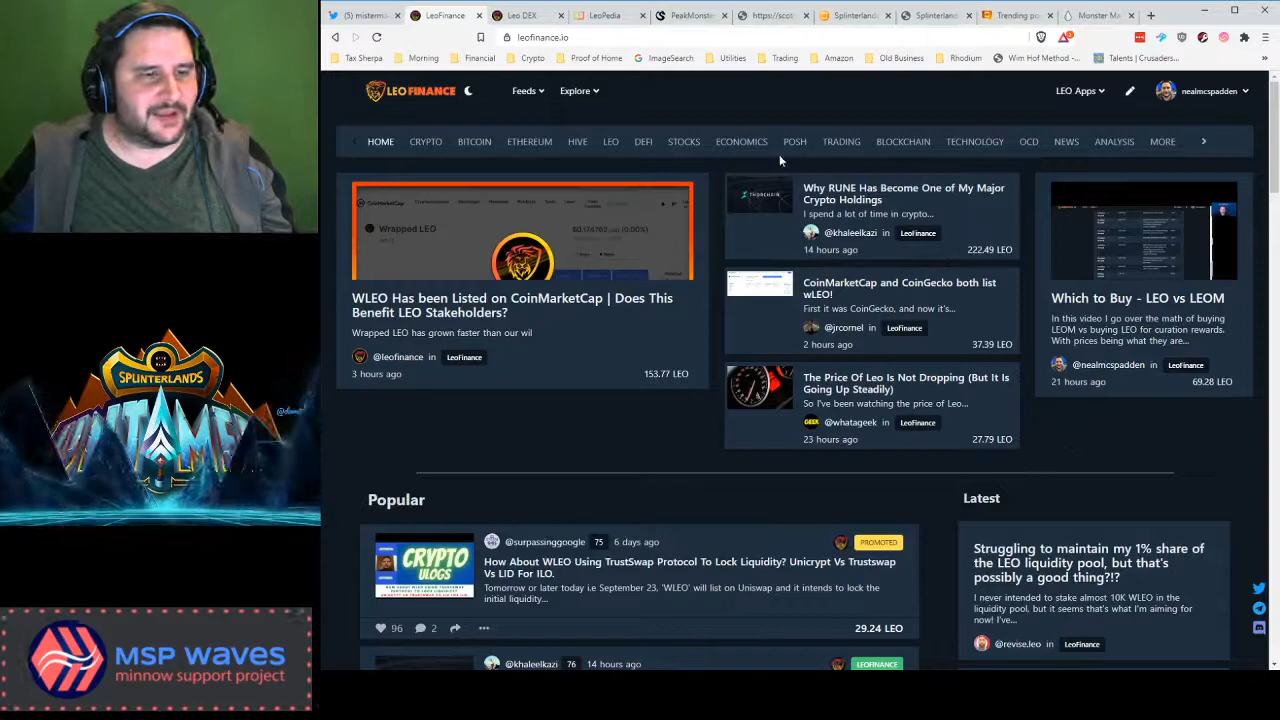 (5) misterma
LeoFinance
Leo DEX
LeoPedia
PeakMonster
https://scot
Splinterland
Splinterland
Trending po
Monster Ma
leofinance.io
Tax Sherpa
Morning
Financial
Crypto
Proof of Home
ImageSearch
Utilities
Trading
Amazon
Old Business
Rhodium
Wim Hof Method -...
Talents | Crusaders...
LEOFINANCE
Feeds
Explore
LEO Apps
nealmcspadden
HOME CRYPTO BITCOIN ETHEREUM HIVE LEO DEFI STOCKS ECONOMICS POSH TRADING BLOCKCHAIN TECHNOLOGY OCD NEWS ANALYSIS MORE
CoinMarketCap
Wrapped LEO
WLEO Has been Listed on CoinMarketCap | Does This
Benefit LEO Stakeholders?
Wrapped LEO has grown faster than our wil
@leofinance in LeoFinance
3 hours ago 153.77 LEO
THORCHAIN
Why RUNE Has Become One of My Major
Crypto Holdings
I spend a lot of time in crypto...
@khaleelkazi in LeoFinance
14 hours ago 222.49 LEO
CoinMarketCap and CoinGecko both list
wLEO!
First it was CoinGecko, and now it's...
@jrcornel in LeoFinance
2 hours ago 37.39 LEO
The Price Of Leo Is Not Dropping (But It Is
Going Up Steadily)
So I've been watching the price of Leo...
GEEK
@whatageek in LeoFinance
23 hours ago 27.79 LEO
Which to Buy - LEO vs LEOM
In this video I go over the math of buying
LEOM vs buying LEO for curation rewards.
With prices being what they are...
@nealmcspadden in LeoFinance
21 hours ago 69.28 LEO
Popular
CRYPTO
VLOGS
@surpassinggoogle 75 6 days ago
PROMOTED
How About WLEO Using TrustSwap Protocol To Lock Liquidity? Unicrypt Vs Trustswap
Vs LID For ILO.
Tomorrow or later today i.e September 23, 'WLEO' will list on Uniswap and it intends to lock the
initial liquidity...
96 2 29.24 LEO
@khaleelkazi 76 14 hours ago
LEOFINANCE
Latest
Struggling to maintain my 1% share of
the LEO liquidity pool, but that's
possibly a good thing?!?
I never intended to stake almost 10K WLEO in the
liquidity pool, but it seems that's what I'm aiming for
now! I've...
@revise.leo in LeoFinance
SPLINTERLANDS
UNTAMED
MSP waves
minnow support project